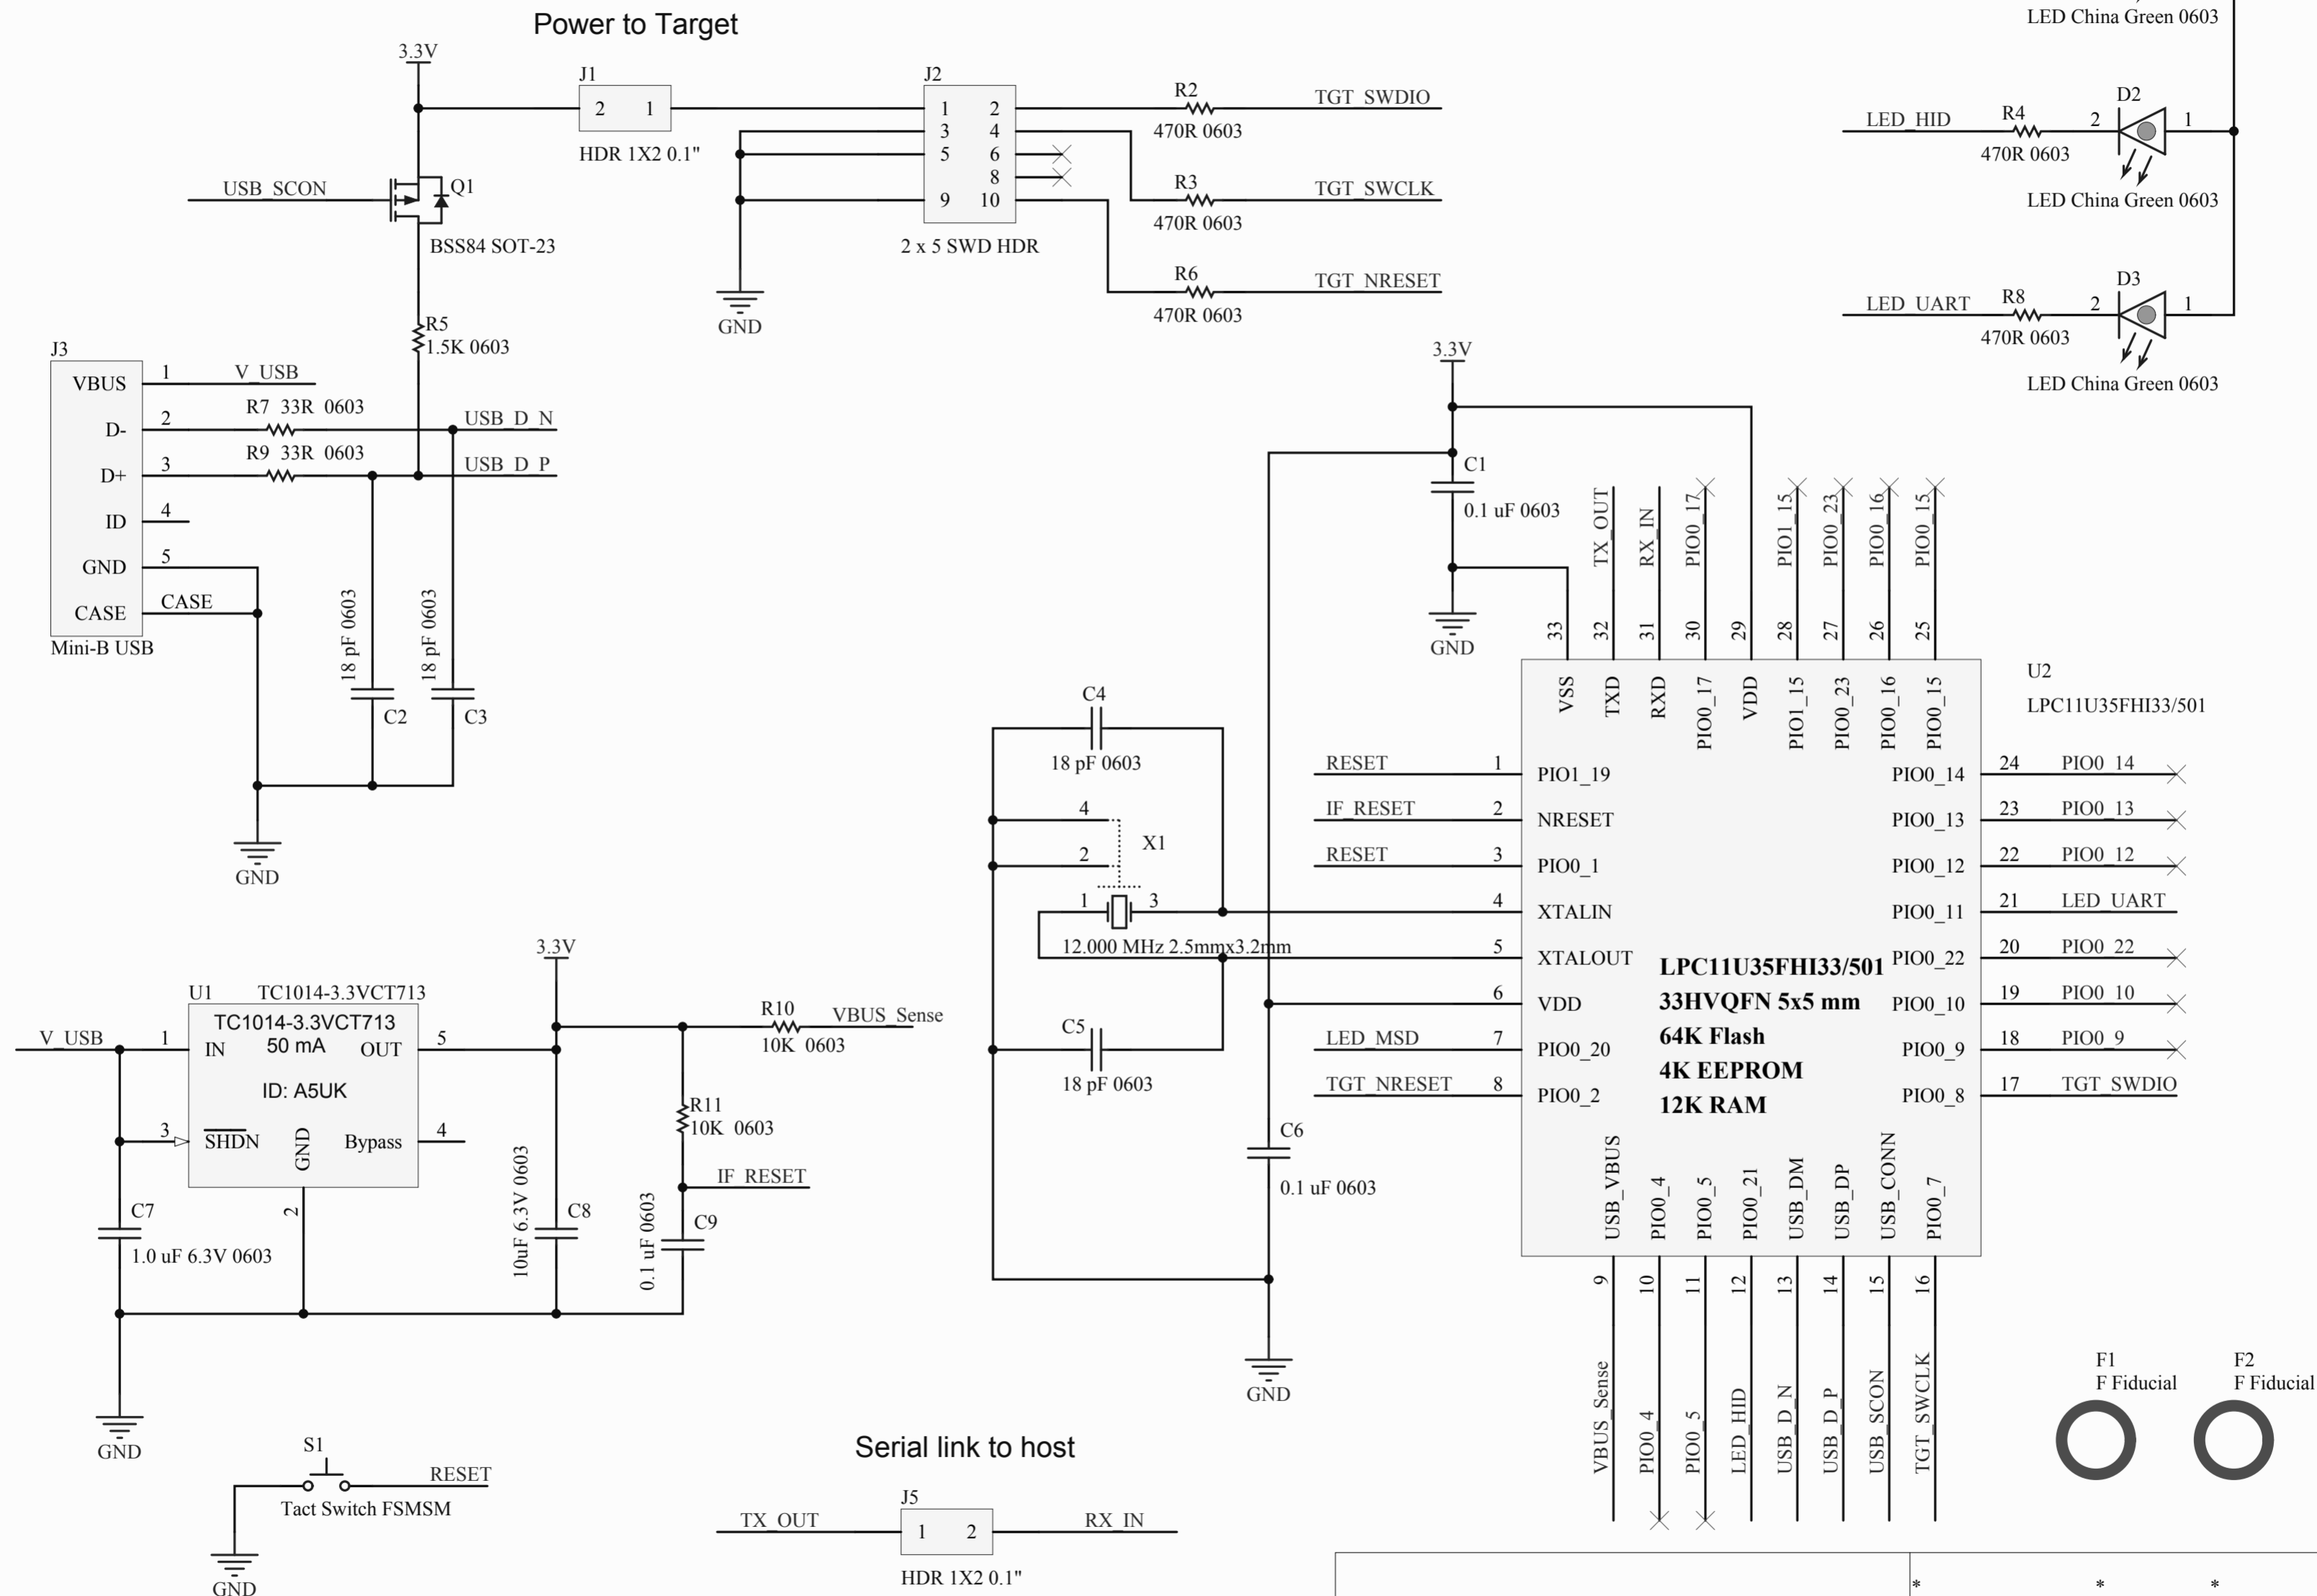 Power to Target
LED China Green 0603
3.3V
J1
2 1
HDR 1X2 0.1"
J2
1 2
3 4
5 6
8
9 10
2 x 5 SWD HDR
R2
470R 0603
TGT_SWDIO
R3
470R 0603
TGT_SWCLK
R6
470R 0603
TGT_NRESET
GND
USB_SCON
Q1
BSS84 SOT-23
R5
1.5K 0603
LED_HID
R4
470R 0603
2
D2
1
LED China Green 0603
LED_UART
R8
470R 0603
2
D3
1
LED China Green 0603
J3
VBUS 1 V_USB
R7 33R 0603
D- 2 USB_D_N
R9 33R 0603
D+ 3 USB_D_P
ID 4
GND 5
CASE CASE
Mini-B USB
18 pF 0603
C2
18 pF 0603
C3
GND
3.3V
C1
0.1 uF 0603
GND
TX_OUT
RX_IN
PIO0_17
PIO1_15
PIO0_23
PIO0_16
PIO0_15
33
32
31
30
29
28
27
26
25
VSS
TXD
RXD
PIO0_17
VDD
PIO1_15
PIO0_23
PIO0_16
PIO0_15
U2
LPC11U35FHI33/501
C4
18 pF 0603
4
2
X1
1 3
12.000 MHz 2.5mmx3.2mm
C5
18 pF 0603
C6
0.1 uF 0603
GND
RESET 1 PIO1_19
IF_RESET 2 NRESET
RESET 3 PIO0_1
4 XTALIN
5 XTALOUT
6 VDD
LED_MSD 7 PIO0_20
TGT_NRESET 8 PIO0_2
LPC11U35FHI33/501
33HVQFN 5x5 mm
64K Flash
4K EEPROM
12K RAM
PIO0_14 24 PIO0_14
PIO0_13 23 PIO0_13
PIO0_12 22 PIO0_12
PIO0_11 21 LED_UART
PIO0_22 20 PIO0_22
PIO0_10 19 PIO0_10
PIO0_9 18 PIO0_9
PIO0_8 17 TGT_SWDIO
USB_VBUS
PIO0_4
PIO0_5
PIO0_21
USB_DM
USB_DP
USB_CONN
PIO0_7
9
10
11
12
13
14
15
16
VBUS_Sense
PIO0_4
PIO0_5
LED_HID
USB_D_N
USB_D_P
USB_SCON
TGT_SWCLK
3.3V
U1 TC1014-3.3VCT713
TC1014-3.3VCT713
50 mA
ID: A5UK
V_USB 1 IN
OUT 5
3 SHDN
GND
Bypass 4
2
R10
10K 0603
VBUS_Sense
R11
10K 0603
IF_RESET
C7
1.0 uF 6.3V 0603
10uF 6.3V 0603
C8
0.1 uF 0603
C9
GND
S1
RESET
Tact Switch FSMSM
GND
Serial link to host
J5
TX_OUT 1 2 RX_IN
HDR 1X2 0.1"
F1
F Fiducial
F2
F Fiducial
* * *